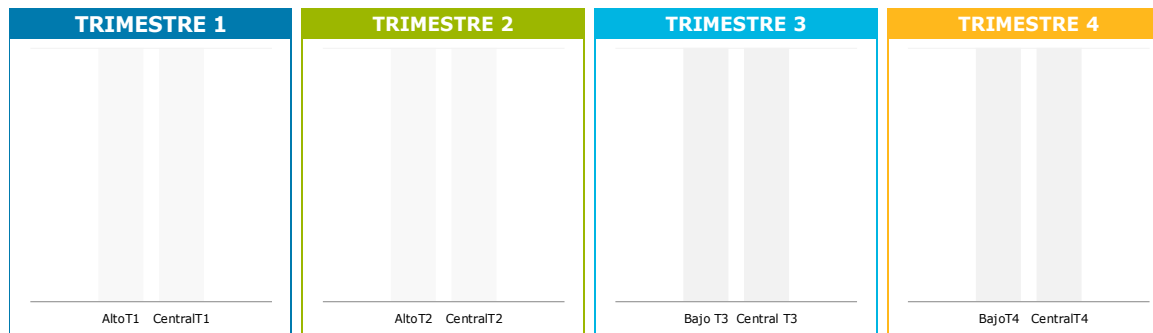 TRIMESTRE 1
AltoT1 CentralT1
TRIMESTRE 2
AltoT2 CentralT2
TRIMESTRE 3
Bajo T3 Central T3
TRIMESTRE 4
BajoT4 CentralT4